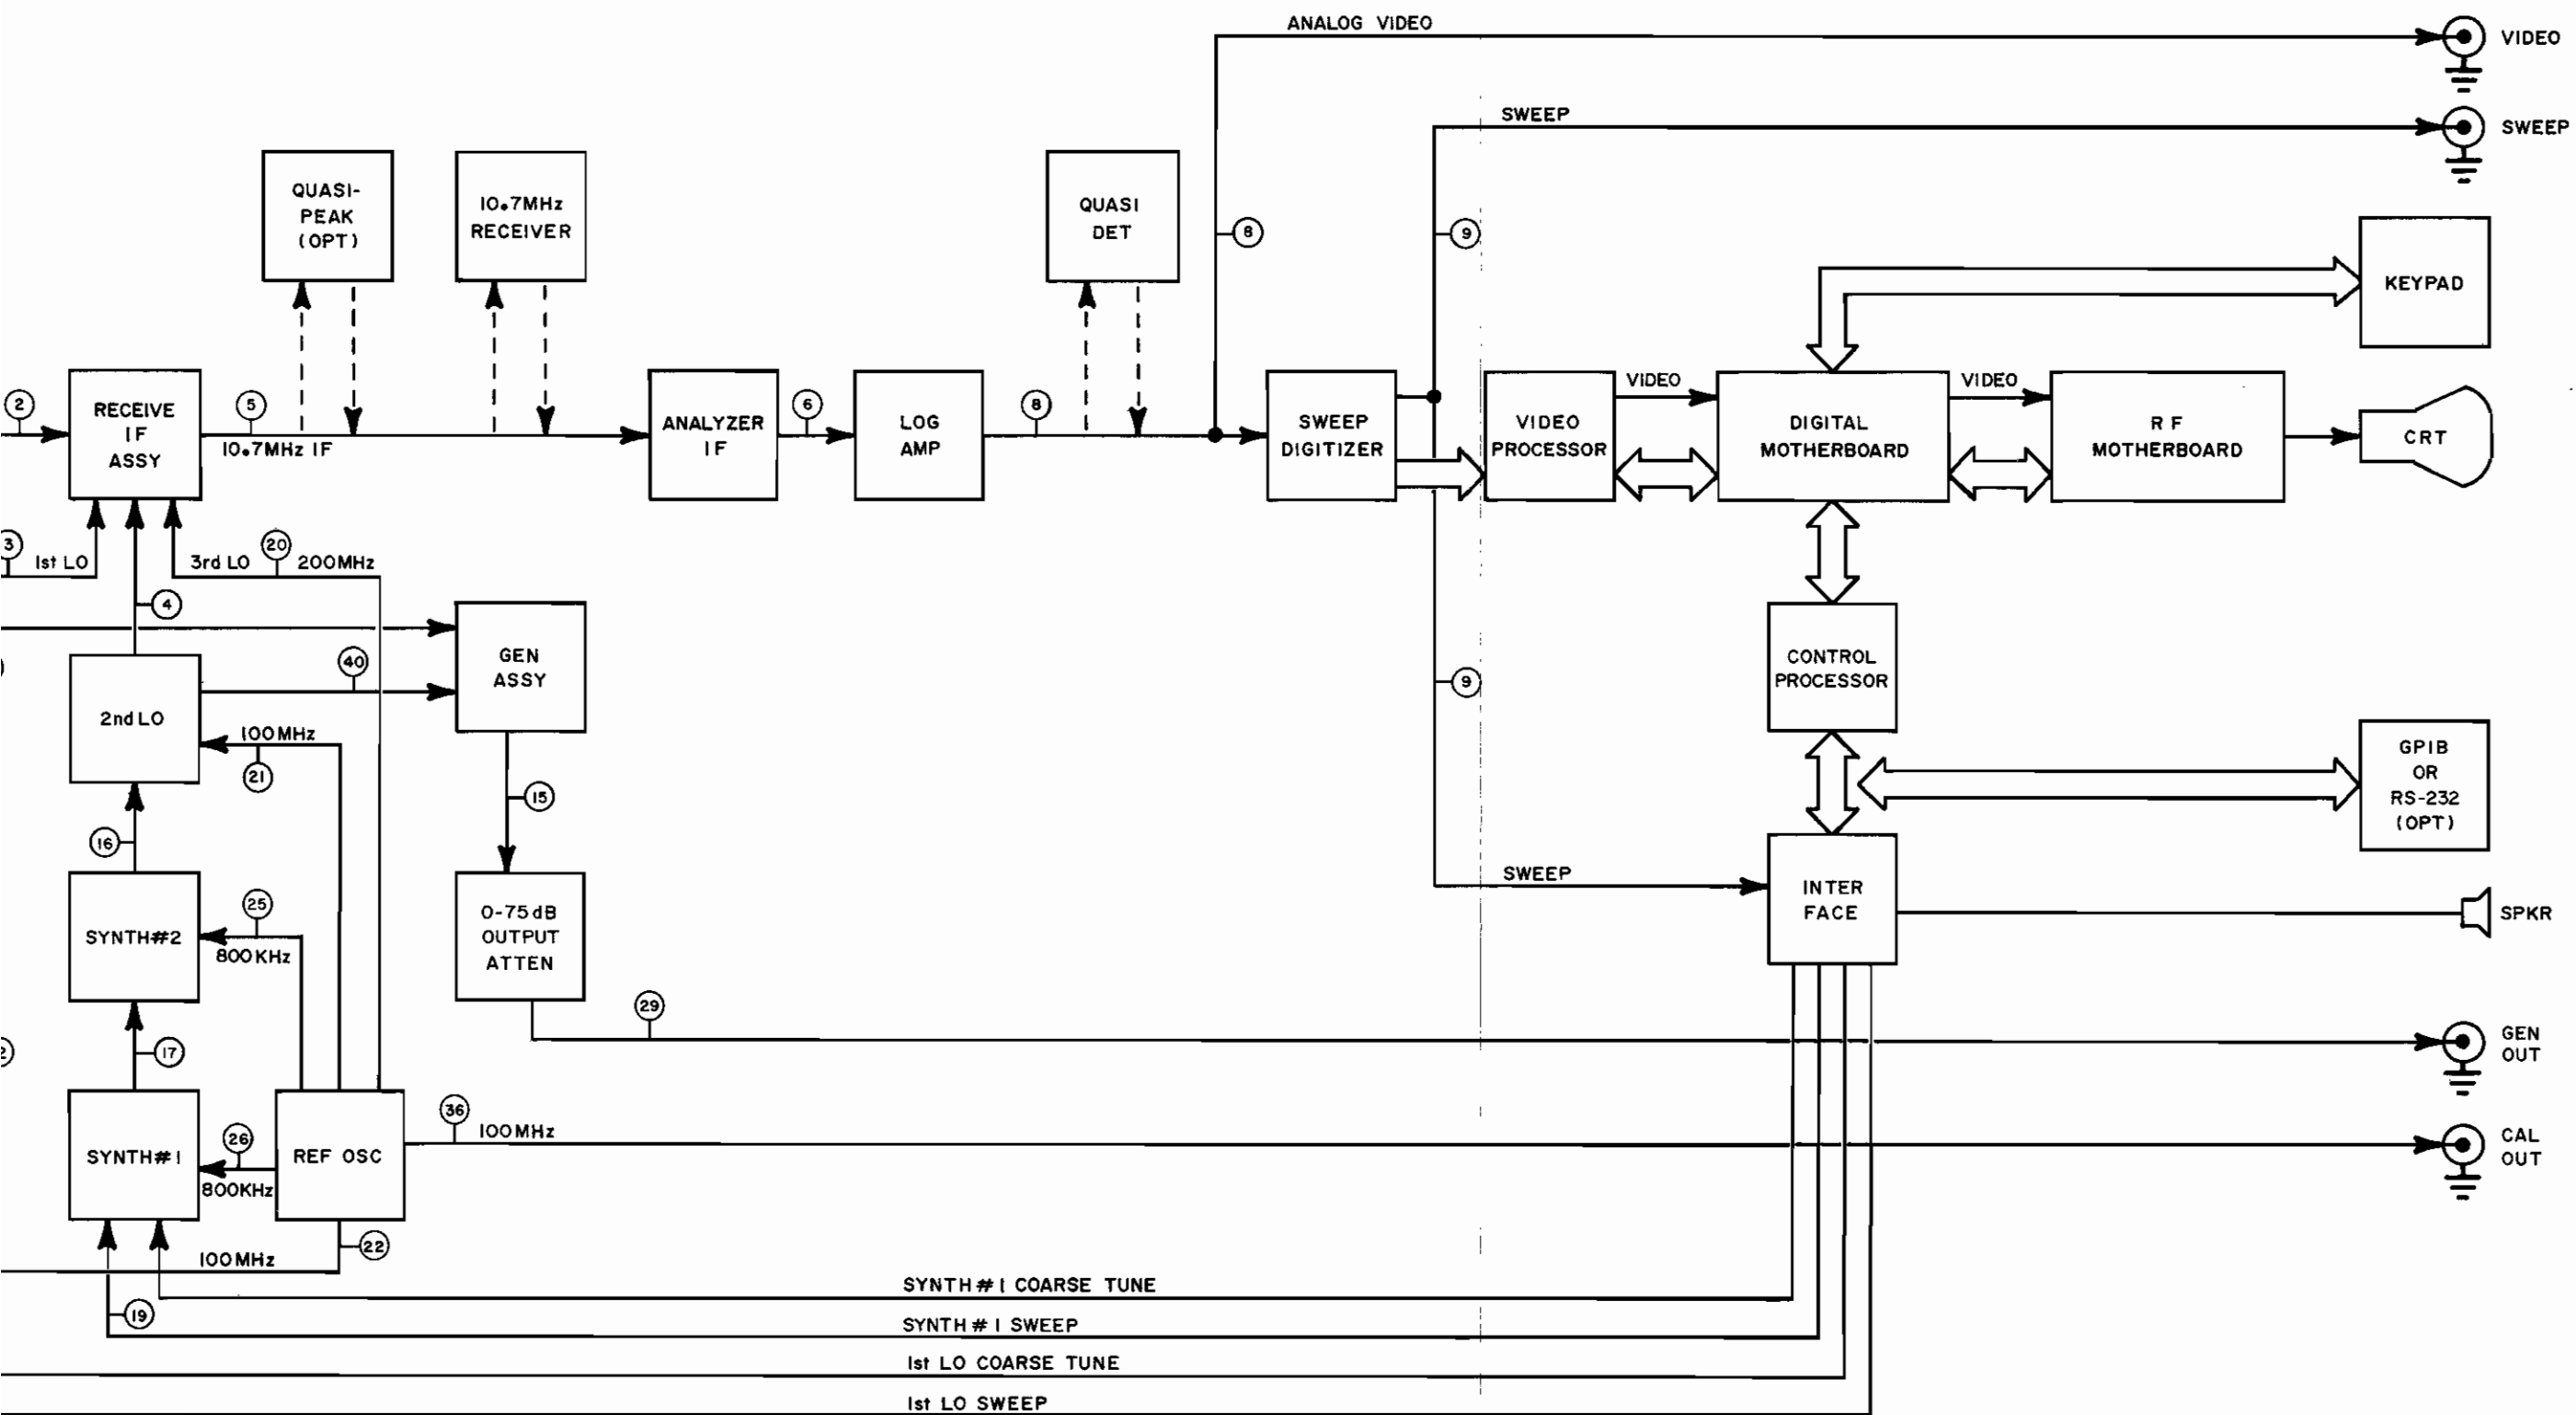 ANALOG VIDEO
VIDEO
SWEEP
SWEEP
QUASI-
PEAK
(OPT)
10.7MHz
RECEIVER
QUASI
DET
8
9
KEYPAD
2
RECEIVE
IF
ASSY
5
10.7MHz IF
ANALYZER
IF
6
LOG
AMP
8
SWEEP
DIGITIZER
VIDEO
PROCESSOR
VIDEO
DIGITAL
MOTHERBOARD
VIDEO
RF
MOTHERBOARD
CRT
3
1st LO
3rd LO
20
200MHz
4
GEN
ASSY
CONTROL
PROCESSOR
40
9
2nd LO
100MHz
21
15
GPIB
OR
RS-232
(OPT)
16
SWEEP
INTER
FACE
SPKR
25
SYNTH#2
800KHz
0-75dB
OUTPUT
ATTEN
29
GEN
OUT
17
36
100MHz
CAL
OUT
26
SYNTH#1
800KHz
REF OSC
22
100MHz
SYNTH#1 COARSE TUNE
19
SYNTH#1 SWEEP
1st LO COARSE TUNE
1st LO SWEEP